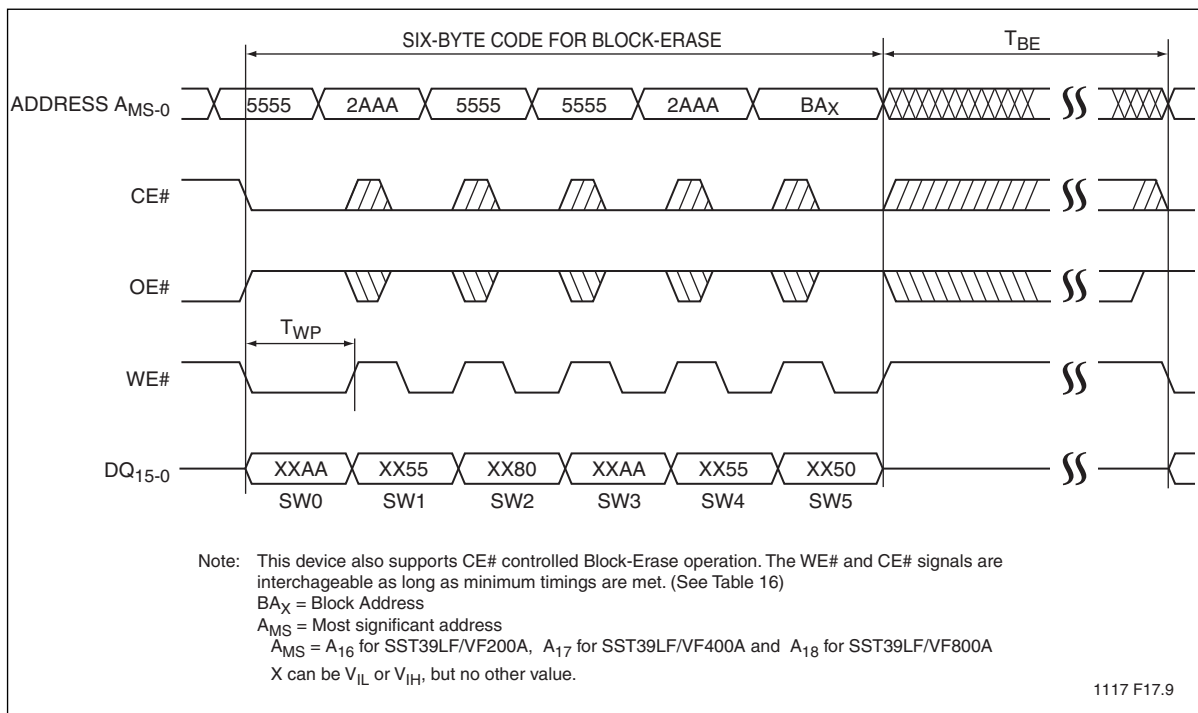 SIX-BYTE CODE FOR BLOCK-ERASE TBE
ADDRESS AMS-0 5555 2AAA 5555 5555 2AAA BAX
CE#
OE#
TWP
WE#
DQ15-0 XXAA XX55 XX80 XXAA XX55 XX50
SW0 SW1 SW2 SW3 SW4 SW5
Note: This device also supports CE# controlled Block-Erase operation. The WE# and CE# signals are
interchageable as long as minimum timings are met. (See Table 16)
BAX = Block Address
AMS = Most significant address
AMS = A16 for SST39LF/VF200A, A17 for SST39LF/VF400A and A18 for SST39LF/VF800A
X can be VIL or VIH, but no other value.
1117 F17.9